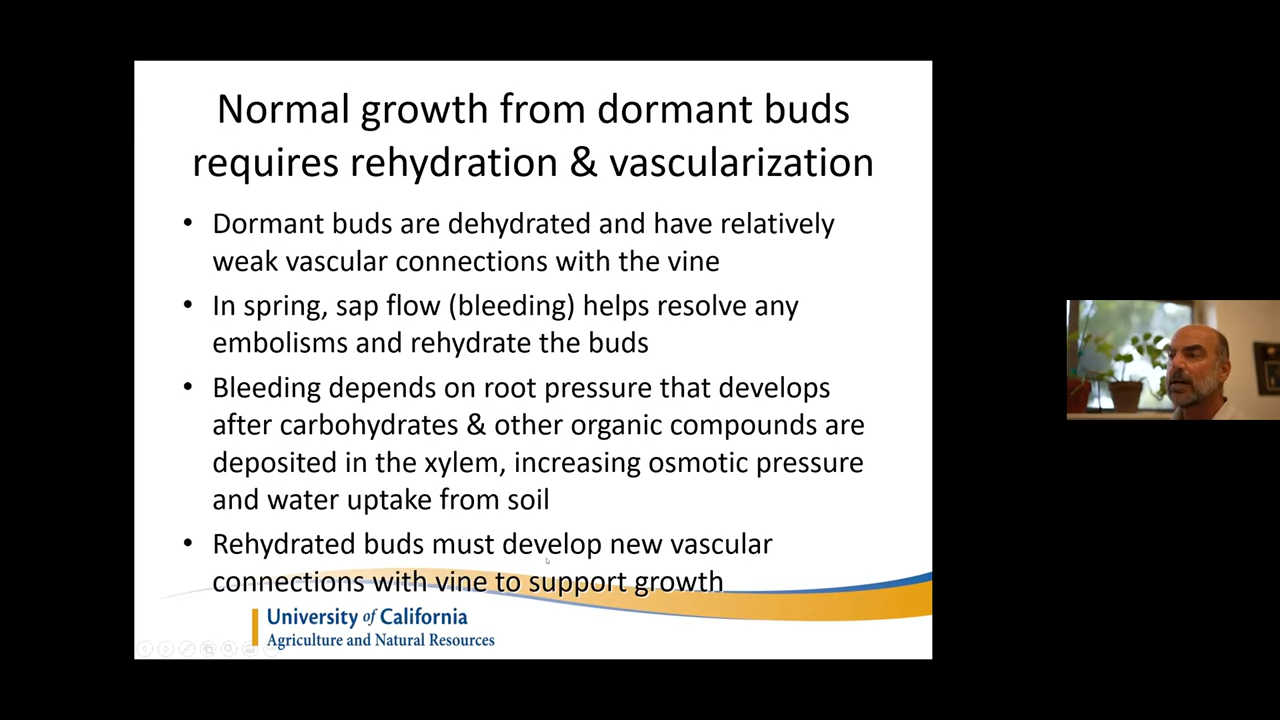 Normal growth from dormant buds
requires rehydration & vascularization
• Dormant buds are dehydrated and have relatively
weak vascular connections with the vine
• In spring, sap flow (bleeding) helps resolve any
embolisms and rehydrate the buds
• Bleeding depends on root pressure that develops
after carbohydrates & other organic compounds are
deposited in the xylem, increasing osmotic pressure
and water uptake from soil
• Rehydrated buds must develop new vascular
connections with vine to support growth
University of California
Agriculture and Natural Resources